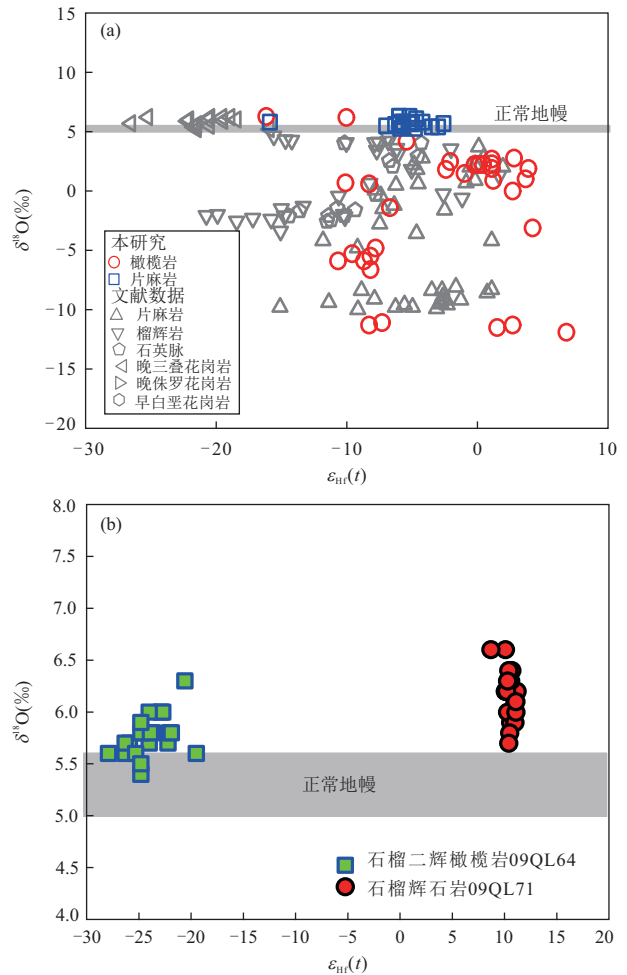 (a)
20
15
10
5
0
−5
−10
−15
−20
正常地幔
本研究
橄榄岩
片麻岩
文献数据
片麻岩
榴辉岩
石英脉
晚三叠花岗岩
晚侏罗花岗岩
早白垩花岗岩
δ¹⁸O(‰)
−30 −20 −10 0 10
εHf(t)
(b)
8.0
7.5
7.0
6.5
6.0
5.5
5.0
4.5
4.0
正常地幔
石榴二辉橄榄岩09QL64
石榴辉石岩09QL71
δ¹⁸O(‰)
−30 −25 −20 −15 −10 −5 0 5 10 15 20
εHf(t)